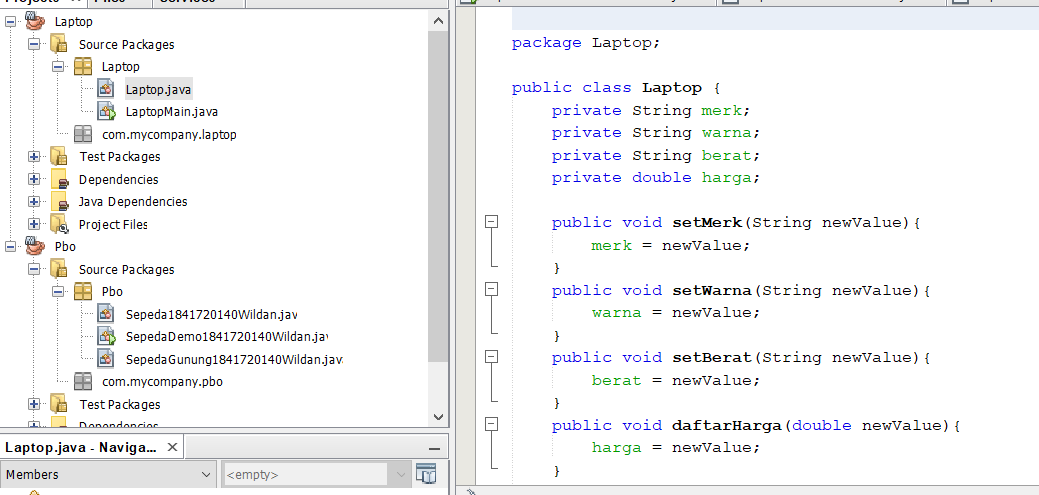 Laptop
Source Packages
Laptop
Laptop.java
LaptopMain.java
com.mycompany.laptop
Test Packages
Dependencies
Java Dependencies
Project Files
Pbo
Source Packages
Pbo
Sepeda1841720140Wildan.jav
SepedaDemo1841720140Wildan.jav
SepedaGunung1841720140Wildan.java
com.mycompany.pbo
Test Packages
Dependencies
Laptop.java - Naviga...
Members
<empty>
package Laptop;
public class Laptop {
private String merk;
private String warna;
private String berat;
private double harga;
public void setMerk(String newValue){
merk = newValue;
}
public void setWarna(String newValue){
warna = newValue;
}
public void setBerat(String newValue){
berat = newValue;
}
public void daftarHarga(double newValue){
harga = newValue;
}